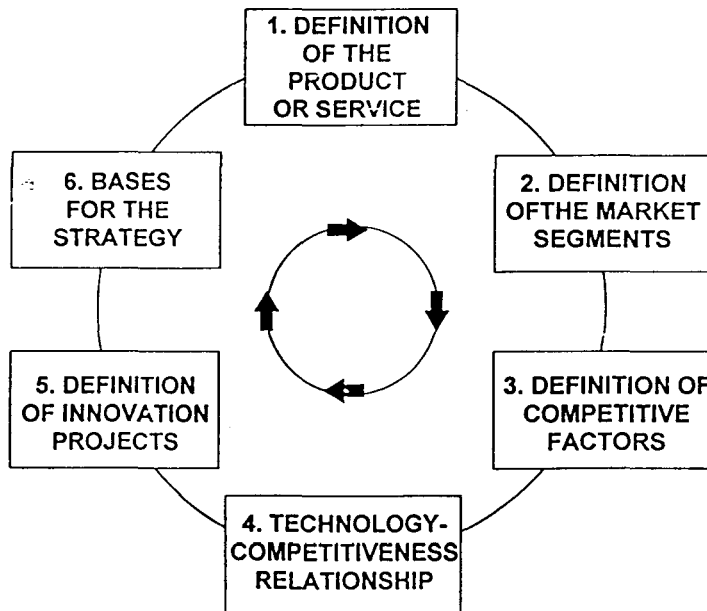 1. DEFINITION
OF THE
PRODUCT
OR SERVICE
2. DEFINITION
OFTHE MARKET
SEGMENTS
3. DEFINITION OF
COMPETITIVE
FACTORS
4. TECHNOLOGY-
COMPETITIVENESS
RELATIONSHIP
5. DEFINITION
OF INNOVATION
PROJECTS
6. BASES
FOR THE
STRATEGY